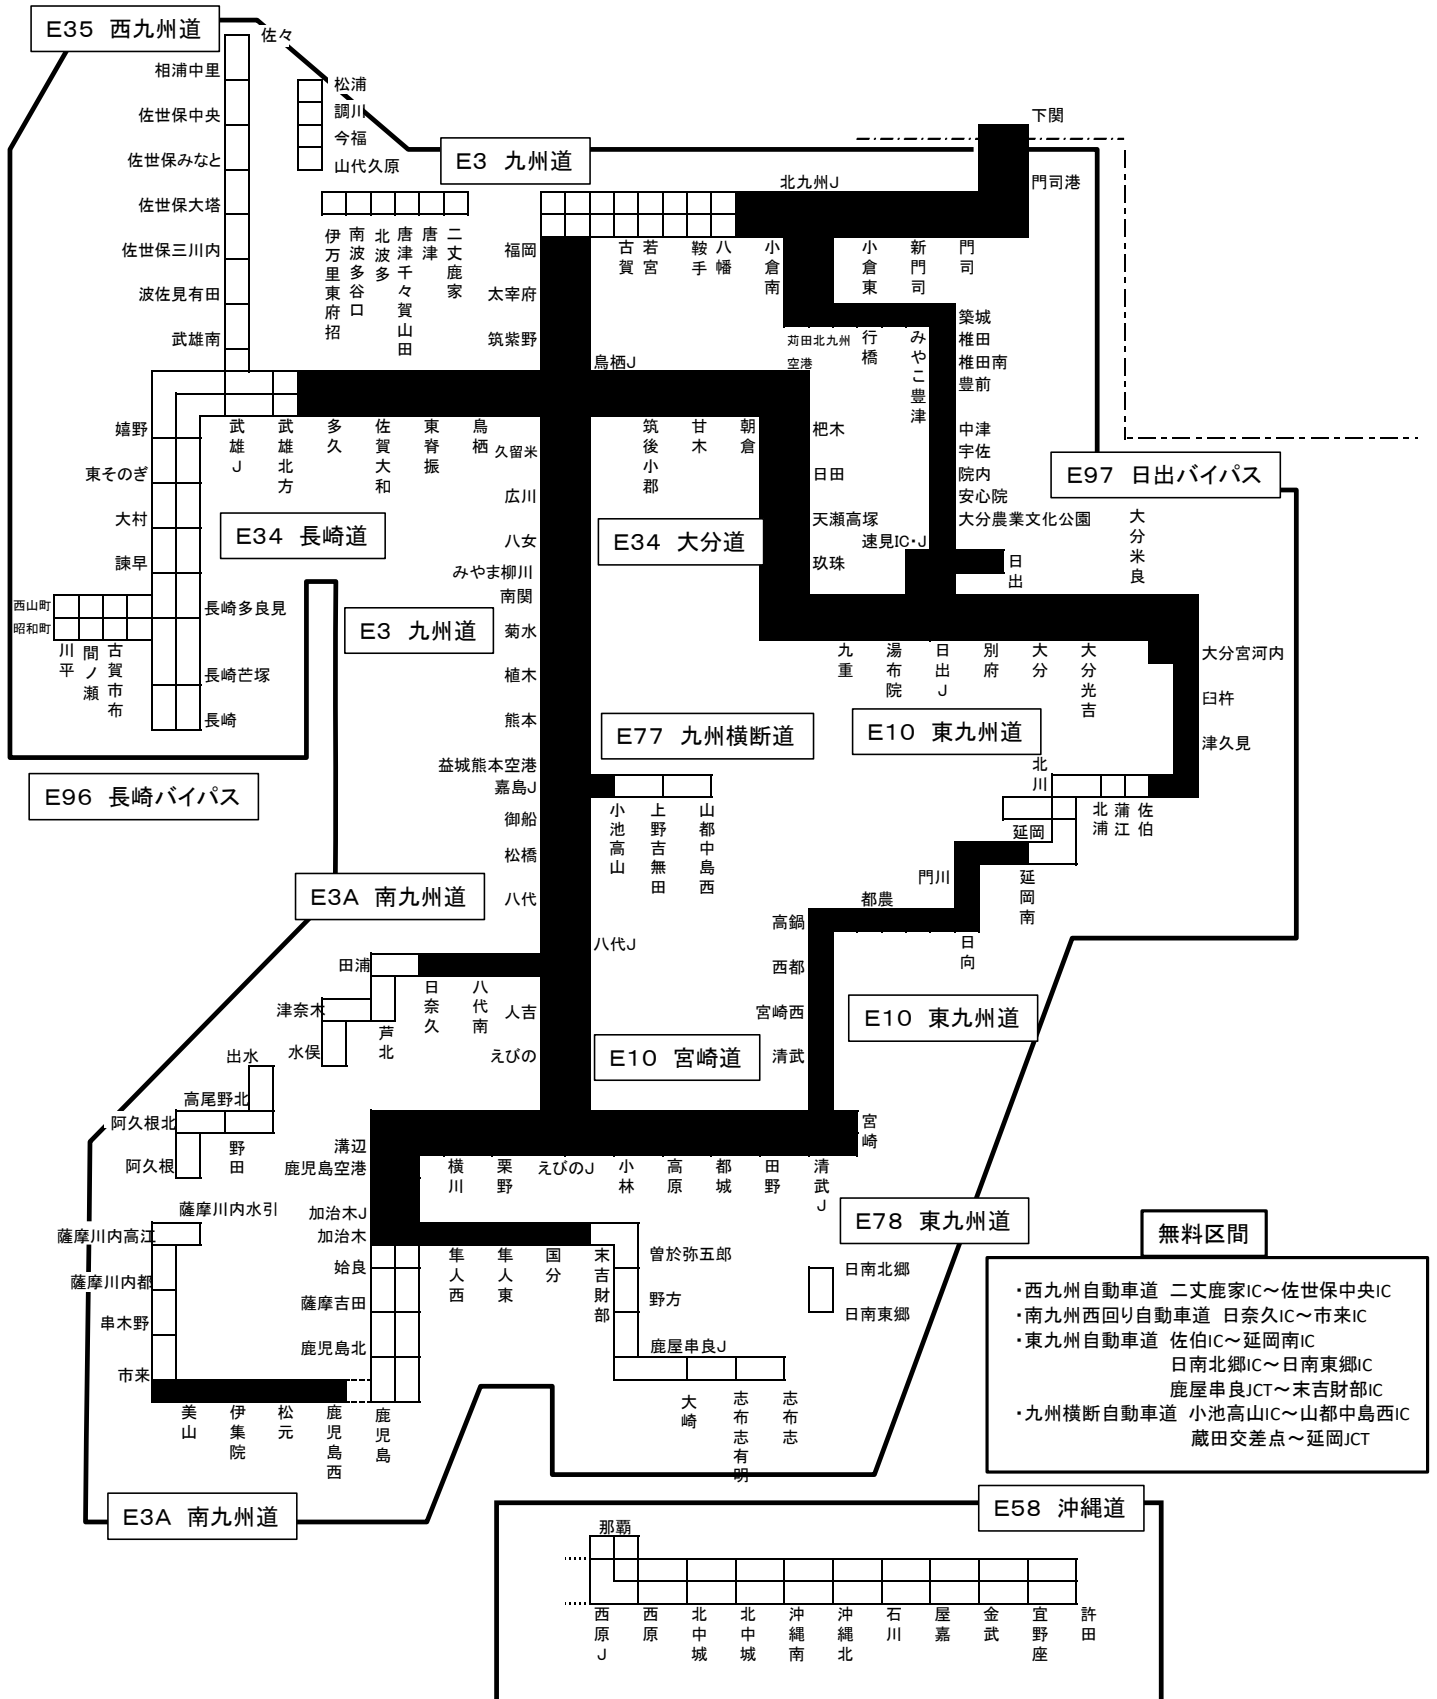 E35 西九州道
佐々
相浦中里
佐世保中央
佐世保みなと
佐世保大塔
佐世保三川内
波佐見有田
武雄南
松浦
調川
今福
山代久原
伊万里東府招
南波多谷口
北波多
唐津千々賀山田
唐津
二丈鹿家
E3 九州道
下関
北九州J
門司港
福岡
太宰府
筑紫野
古賀
若宮
鞍手
八幡
小倉南
小倉東
新門司
門司
苅田北九州
空港
行橋
みやこ豊津
築城
椎田
椎田南
豊前
中津
宇佐
院内
安心院
大分農業文化公園
速見IC・J
日出
鳥栖J
嬉野
東そのぎ
大村
諫早
武雄J
武雄北方
多久
佐賀大和
東脊振
鳥栖
久留米
広川
八女
みやま柳川
南関
菊水
植木
熊本
益城熊本空港
嘉島J
御船
松橋
八代
筑後小郡
甘木
朝倉
杷木
日田
天瀬高塚
玖珠
E34 長崎道
E34 大分道
E97 日出バイパス
大分米良
西山町
昭和町
川平
間ノ瀬
古賀市布
長崎多良見
長崎芒塚
長崎
E3 九州道
九重
湯布院
日出J
別府
大分
大分光吉
大分宮河内
臼杵
津久見
E96 長崎バイパス
E77 九州横断道
E10 東九州道
小池高山
上野吉無田
山都中島西
北川
延岡
北浦
蒲江
佐伯
延岡南
門川
都農
日向
高鍋
西都
宮崎西
清武
E3A 南九州道
八代J
田浦
津奈木
水俣
芦北
日奈久
八代南
人吉
えびの
E10 宮崎道
E10 東九州道
出水
高尾野北
阿久根北
野田
阿久根
溝辺
鹿児島空港
加治木J
加治木
横川
栗野
えびのJ
小林
高原
都城
田野
清武J
宮崎
薩摩川内水引
薩摩川内高江
薩摩川内都
串木野
市来
姶良
薩摩吉田
鹿児島北
隼人西
隼人東
国分
末吉財部
曽於弥五郎
野方
鹿屋串良J
大崎
志布志有明
志布志
E78 東九州道
日南北郷
日南東郷
美山
伊集院
松元
鹿児島西
鹿児島
E3A 南九州道
無料区間
・西九州自動車道 二丈鹿家IC～佐世保中央IC
・南九州西回り自動車道 日奈久IC～市来IC
・東九州自動車道 佐伯IC～延岡南IC
日南北郷IC～日南東郷IC
鹿屋串良JCT～末吉財部IC
・九州横断自動車道 小池高山IC～山都中島西IC
蔵田交差点～延岡JCT
E58 沖縄道
那覇
西原J
西原
北中城
北中城
沖縄南
沖縄北
石川
屋嘉
金武
宜野座
許田